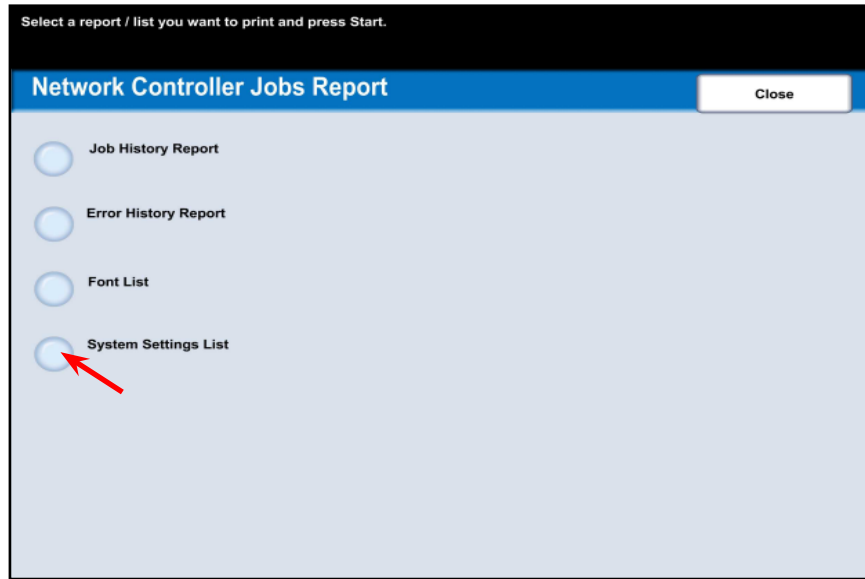 Select a report / list you want to print and press Start.
Network Controller Jobs Report
Close
Job History Report
Error History Report
Font List
System Settings List